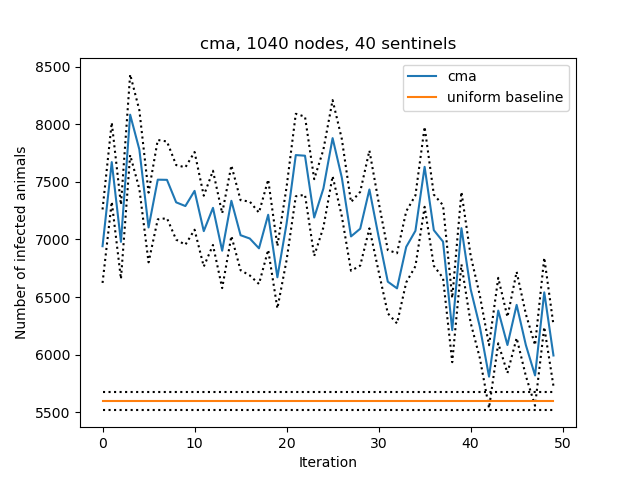 cma, 1040 nodes, 40 sentinels
cma
uniform baseline
8500
8000
7500
7000
6500
6000
5500
Number of infected animals
0 10 20 30 40 50
Iteration